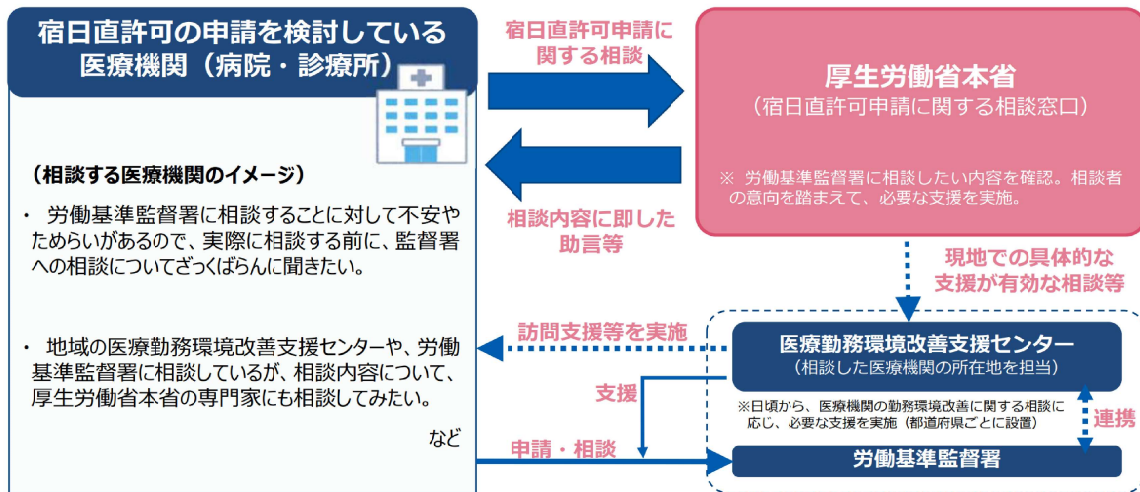 宿日直許可の申請を検討している
医療機関（病院・診療所）
（相談する医療機関のイメージ）
・ 労働基準監督署に相談することに対して不安や
ためらいがあるので、実際に相談する前に、監督署
への相談についてざっくばらんに聞きたい。
・ 地域の医療勤務環境改善支援センターや、労働
基準監督署に相談しているが、相談内容について、
厚生労働省本省の専門家にも相談してみたい。
など
宿日直許可申請に
関する相談
相談内容に即した
助言等
厚生労働省本省
（宿日直許可申請に関する相談窓口）
※ 労働基準監督署に相談したい内容を確認。相談者
の意向を踏まえて、必要な支援を実施。
現地での具体的な
支援が有効な相談等
訪問支援等を実施
支援
申請・相談
医療勤務環境改善支援センター
（相談した医療機関の所在地を担当）
※日頃から、医療機関の勤務環境改善に関する相談に
応じ、必要な支援を実施（都道府県ごとに設置）
連携
労働基準監督署